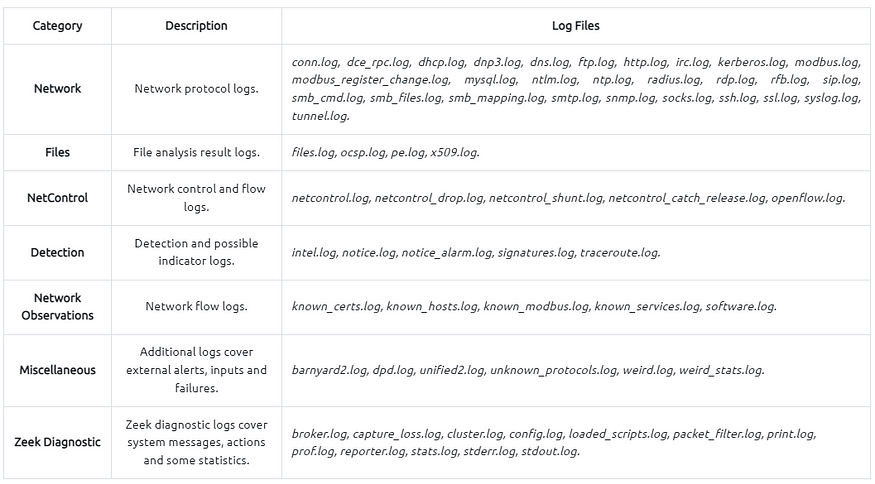 Category Description Log Files
Network Network protocol logs.
conn.log, dce_rpc.log, dhcp.log, dnp3.log, dns.log, ftp.log, http.log, irc.log, kerberos.log, modbus.log,
modbus_register_change.log, mysql.log, ntlm.log, ntp.log, radius.log, rdp.log, rfb.log, sip.log,
smb_cmd.log, smb_files.log, smb_mapping.log, smtp.log, snmp.log, socks.log, ssh.log, ssl.log, syslog.log,
tunnel.log.
Files File analysis result logs. files.log, ocsp.log, pe.log, x509.log.
NetControl
Network control and flow
logs.
netcontrol.log, netcontrol_drop.log, netcontrol_shunt.log, netcontrol_catch_release.log, openflow.log.
Detection
Detection and possible
indicator logs.
intel.log, notice.log, notice_alarm.log, signatures.log, traceroute.log.
Network
Observations
Network flow logs.
known_certs.log, known_hosts.log, known_modbus.log, known_services.log, software.log.
Miscellaneous
Additional logs cover
external alerts, inputs and
failures.
barnyard2.log, dpd.log, unified2.log, unknown_protocols.log, weird.log, weird_stats.log.
Zeek Diagnostic
Zeek diagnostic logs cover
system messages, actions
and some statistics.
broker.log, capture_loss.log, cluster.log, config.log, loaded_scripts.log, packet_filter.log, print.log,
prof.log, reporter.log, stats.log, stderr.log, stdout.log.